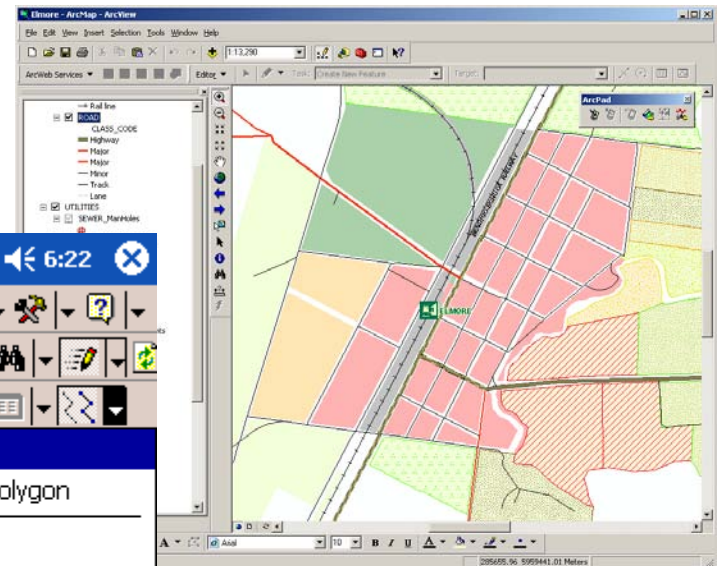 Elmore - ArcMap - ArcView
File Edit View Insert Selection Tools Window Help
1:13,290
ArcWeb Services
Editor
Task: Create New Feature
Target:
Rail line
ROAD
CLASS_CODE
Highway
Major
Major
Minor
Track
Lane
UTILITIES
SEWER_ManHoles
ArcPad
ELMORE
6:22
olygon
Arial
10
B I U A
285655.96 5959441.01 Meters